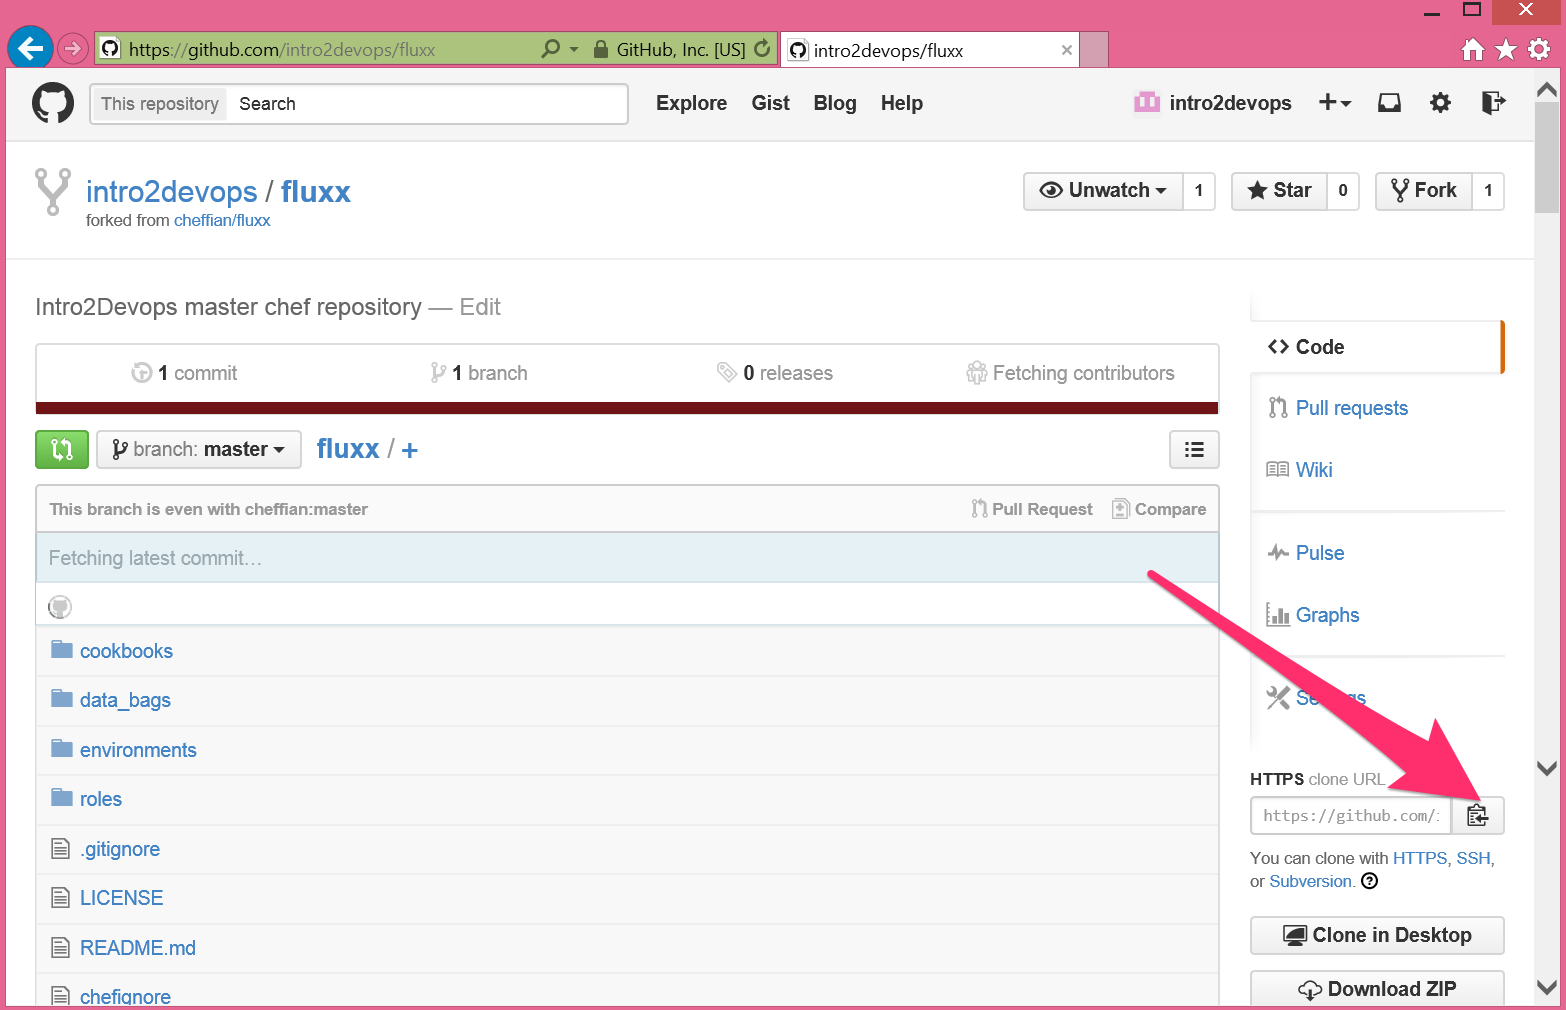 https://github.com/intro2devops/fluxx GitHub, Inc. [US] intro2devops/fluxx
This repository Search Explore Gist Blog Help intro2devops
intro2devops / fluxx Unwatch 1 Star 0 Fork 1
forked from cheffian/fluxx
Intro2Devops master chef repository — Edit
Code
1 commit 1 branch 0 releases Fetching contributors
Pull requests
branch: master fluxx / +
Wiki
This branch is even with cheffian:master Pull Request Compare
Fetching latest commit…
Pulse
Graphs
cookbooks
data_bags
environments
HTTPS clone URL
roles
https://github.com/
.gitignore
You can clone with HTTPS, SSH,
or Subversion.
LICENSE
Clone in Desktop
README.md
Download ZIP
chefignore